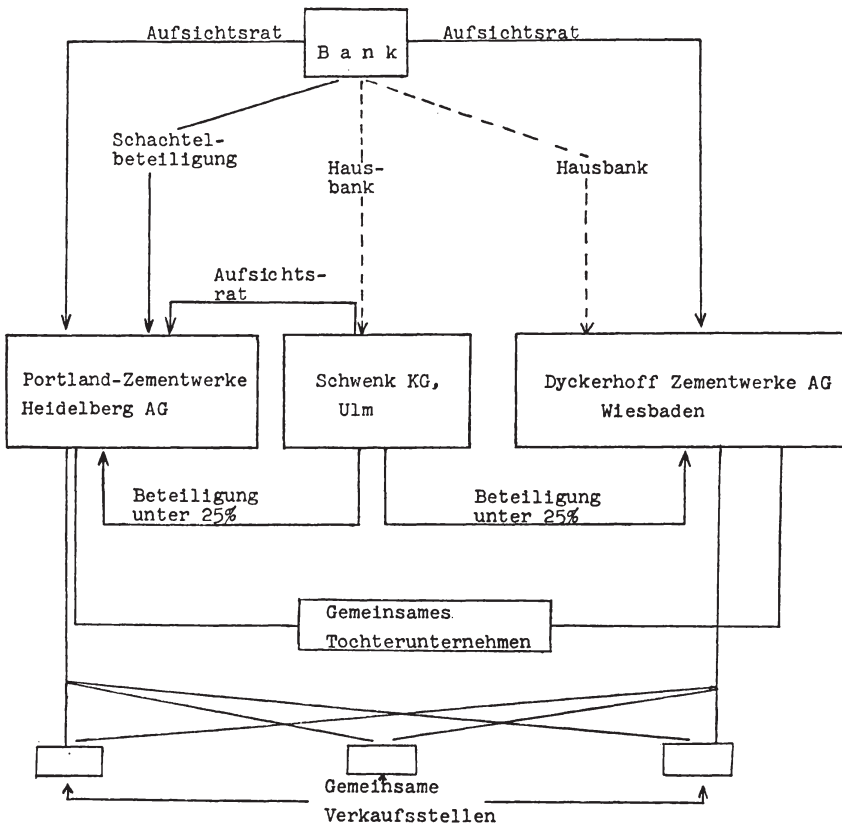 Aufsichtsrat
Bank
Aufsichtsrat
Schachtel-
beteiligung
Haus-
bank
Hausbank
Aufsichts-
rat
Portland-Zementwerke
Heidelberg AG
Schwenk KG,
Ulm
Dyckerhoff Zementwerke AG
Wiesbaden
Beteiligung
unter 25%
Beteiligung
unter 25%
Gemeinsames
Tochterunternehmen
Gemeinsame
Verkaufsstellen